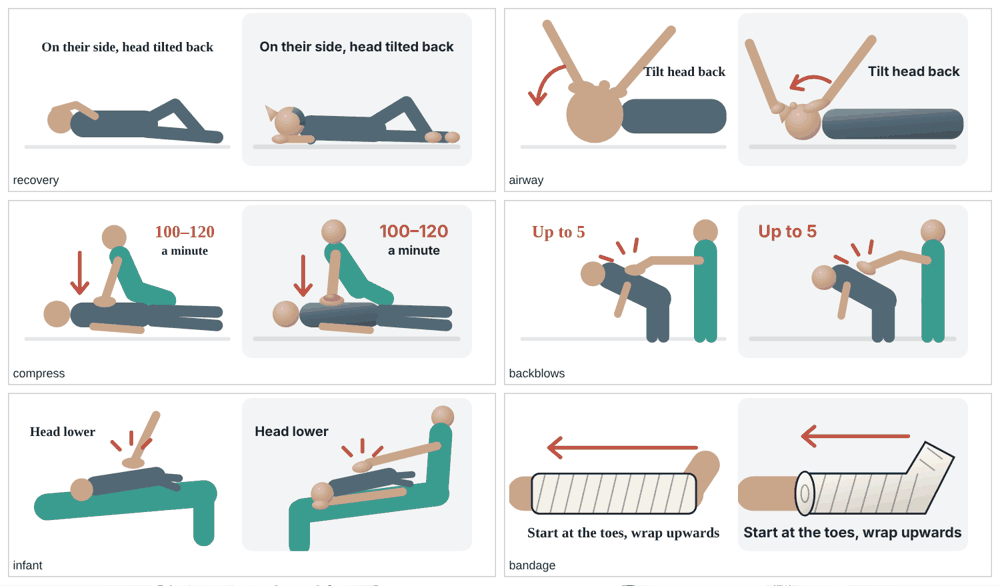 On their side, head tilted back
On their side, head tilted back
recovery
Tilt head back
Tilt head back
airway
100–120
a minute
100–120
a minute
compress
Up to 5
Up to 5
backblows
Head lower
Head lower
infant
Start at the toes, wrap upwards
Start at the toes, wrap upwards
bandage